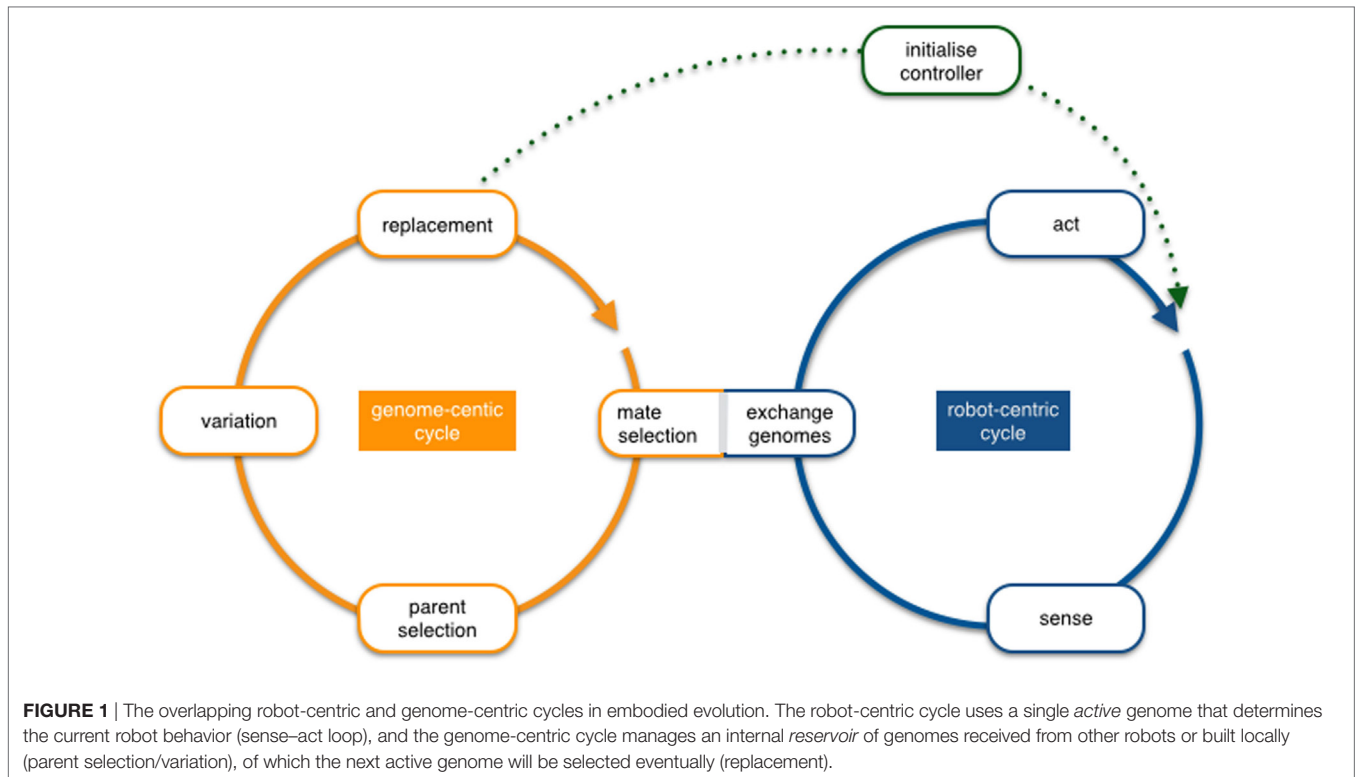 initialise
controller
replacement
act
variation
genome-centic
cycle
mate
selection
exchange
genomes
robot-centric
cycle
parent
selection
sense
FIGURE 1 | The overlapping robot-centric and genome-centric cycles in embodied evolution. The robot-centric cycle uses a single active genome that determines
the current robot behavior (sense–act loop), and the genome-centric cycle manages an internal reservoir of genomes received from other robots or built locally
(parent selection/variation), of which the next active genome will be selected eventually (replacement).